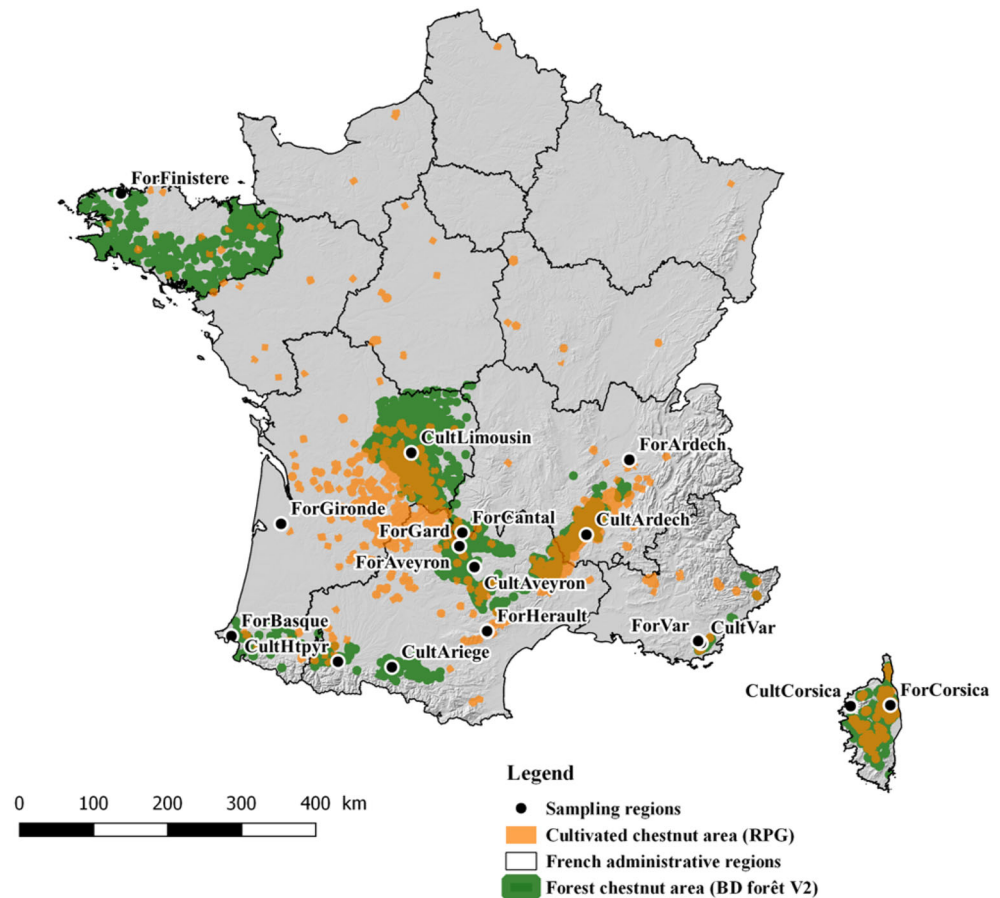 ForFinistere
CultLimousin
ForArdech
ForGironde
ForCantal
ForGard
CultArdech
ForAveyron
CultAveyron
ForBasque
ForHerault
ForVar
CultVar
CultHtpyr
CultAriege
CultCorsica
ForCorsica
Legend
0 100 200 300 400 km
Sampling regions
Cultivated chestnut area (RPG)
French administrative regions
Forest chestnut area (BD forêt V2)